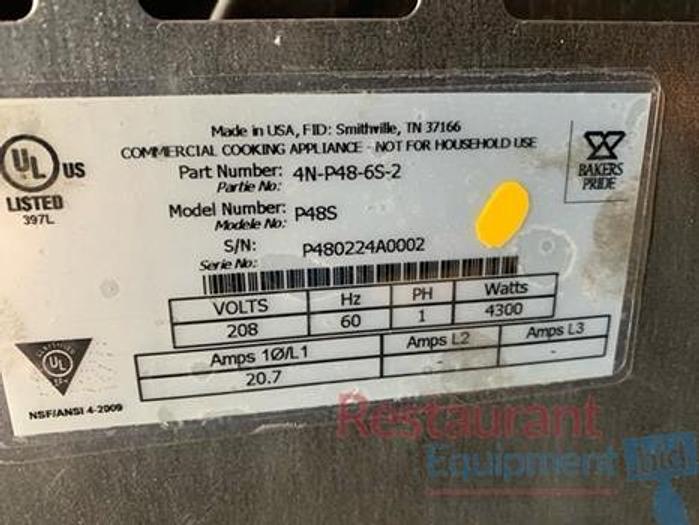 Made in USA, FID: Smithville, TN 37166
COMMERCIAL COOKING APPLIANCE - NOT FOR HOUSEHOLD USE
UL US
LISTED
397L
BAKERS
PRIDE
Part Number: 4N-P48-6S-2
Partie No:
Model Number: P48S
Modele No:
S/N: P480224A0002
Serie No:
VOLTS Hz PH Watts
208 60 1 4300
Amps 1Ø/L1 Amps L2 Amps L3
20.7 - -
UL
NSF/ANSI 4-2009
Restaurant
Equipment bid